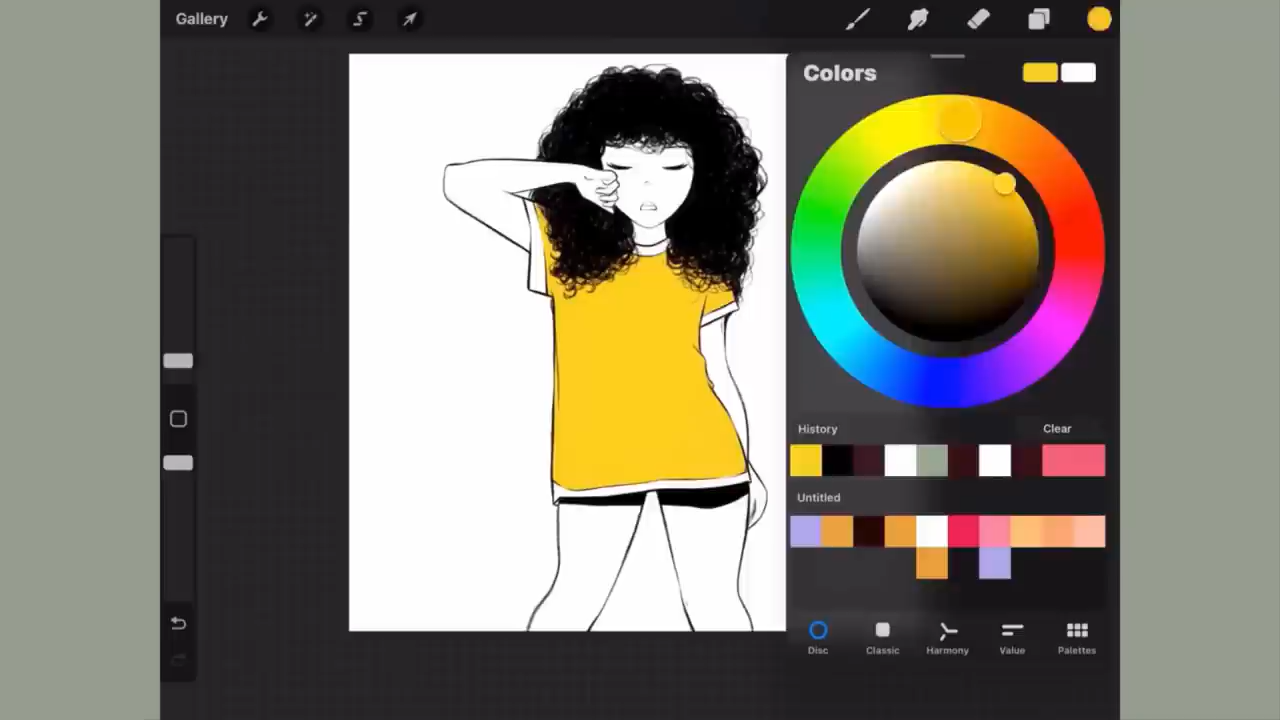 Gallery
Colors
History Clear
Untitled
Disc Classic Harmony Value Palettes